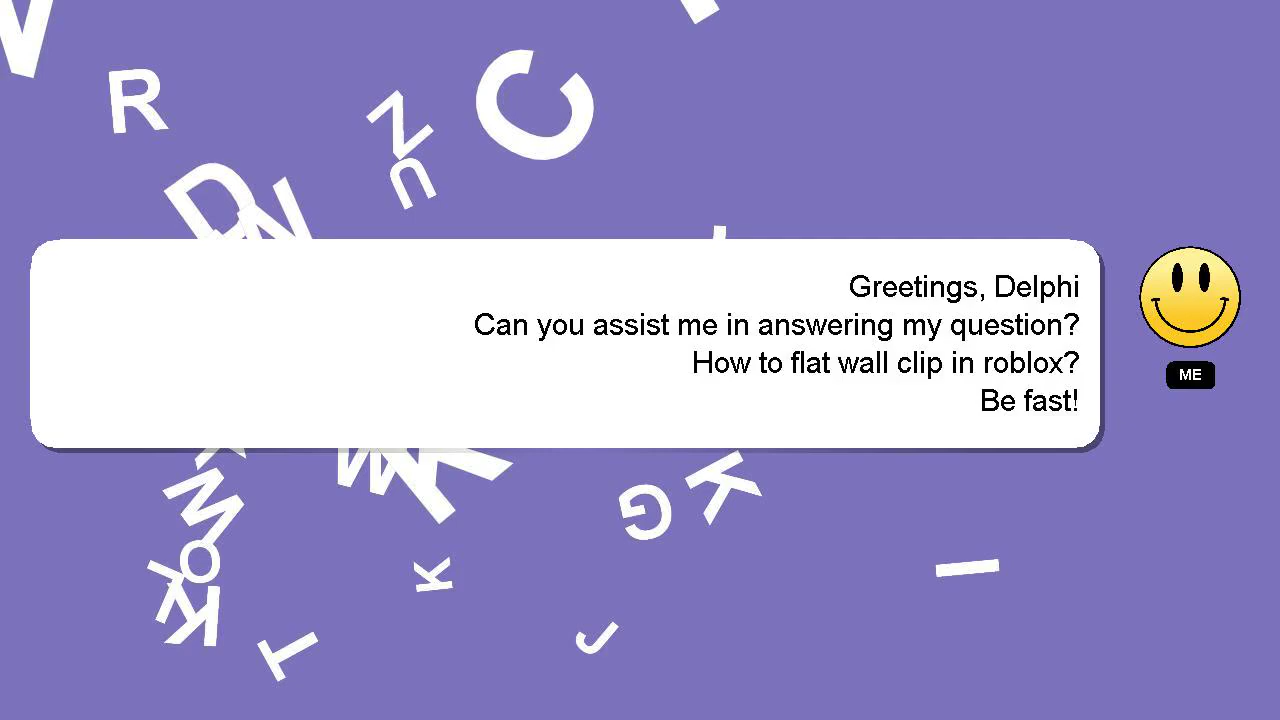 Greetings, Delphi
Can you assist me in answering my question?
How to flat wall clip in roblox?
Be fast!
ME
R
Z
C
U
D
N
K
G
K
W
O
K
K
T
J
I